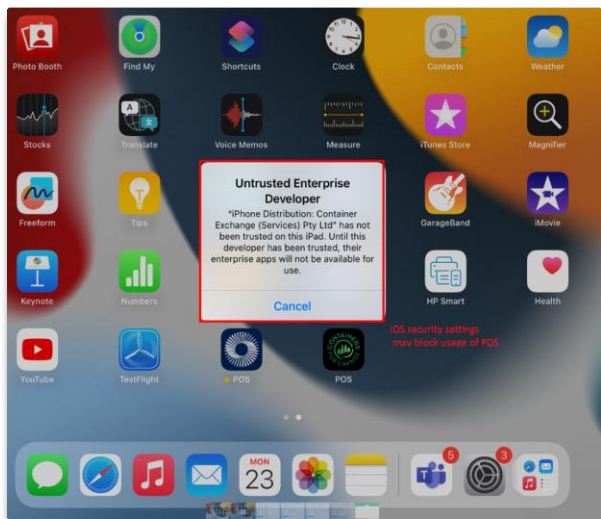 Photo Booth
Find My
Shortcuts
Clock
Contacts
Weather
Stocks
Translate
Voice Memos
Measure
iTunes Store
Magnifier
Untrusted Enterprise
Developer
"iPhone Distribution: Container
Exchange (Services) Pty Ltd" has not
been trusted on this iPad. Until this
developer has been trusted, their
enterprise apps will not be available for
use.
Cancel
Freeform
Tips
GarageBand
iMovie
Keynote
Numbers
HP Smart
Health
IOS security settings
may block usage of POS
YouTube
TestFlight
POS
POS
MON
23
5
3